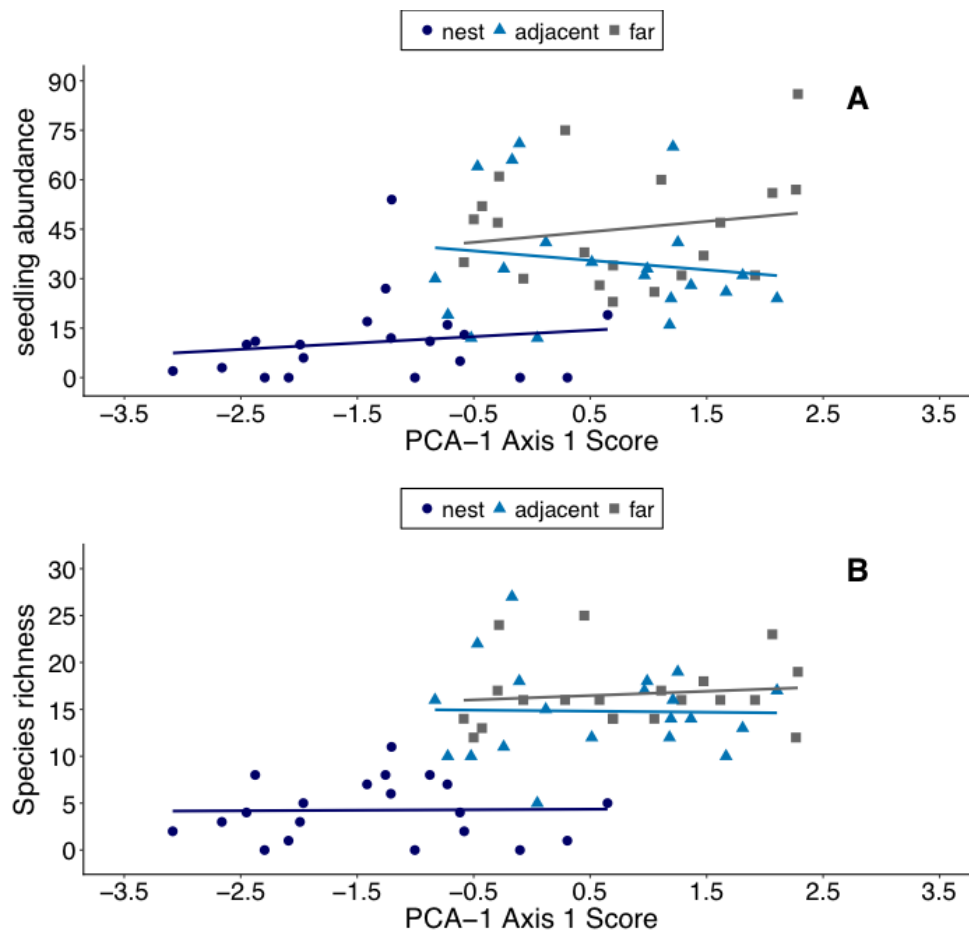 nest adjacent far
A
90
75
60
45
30
15
0
seedling abundance
−3.5 −2.5 −1.5 −0.5 0.5 1.5 2.5 3.5
PCA−1 Axis 1 Score
nest adjacent far
B
30
25
20
15
10
5
0
Species richness
−3.5 −2.5 −1.5 −0.5 0.5 1.5 2.5 3.5
PCA−1 Axis 1 Score